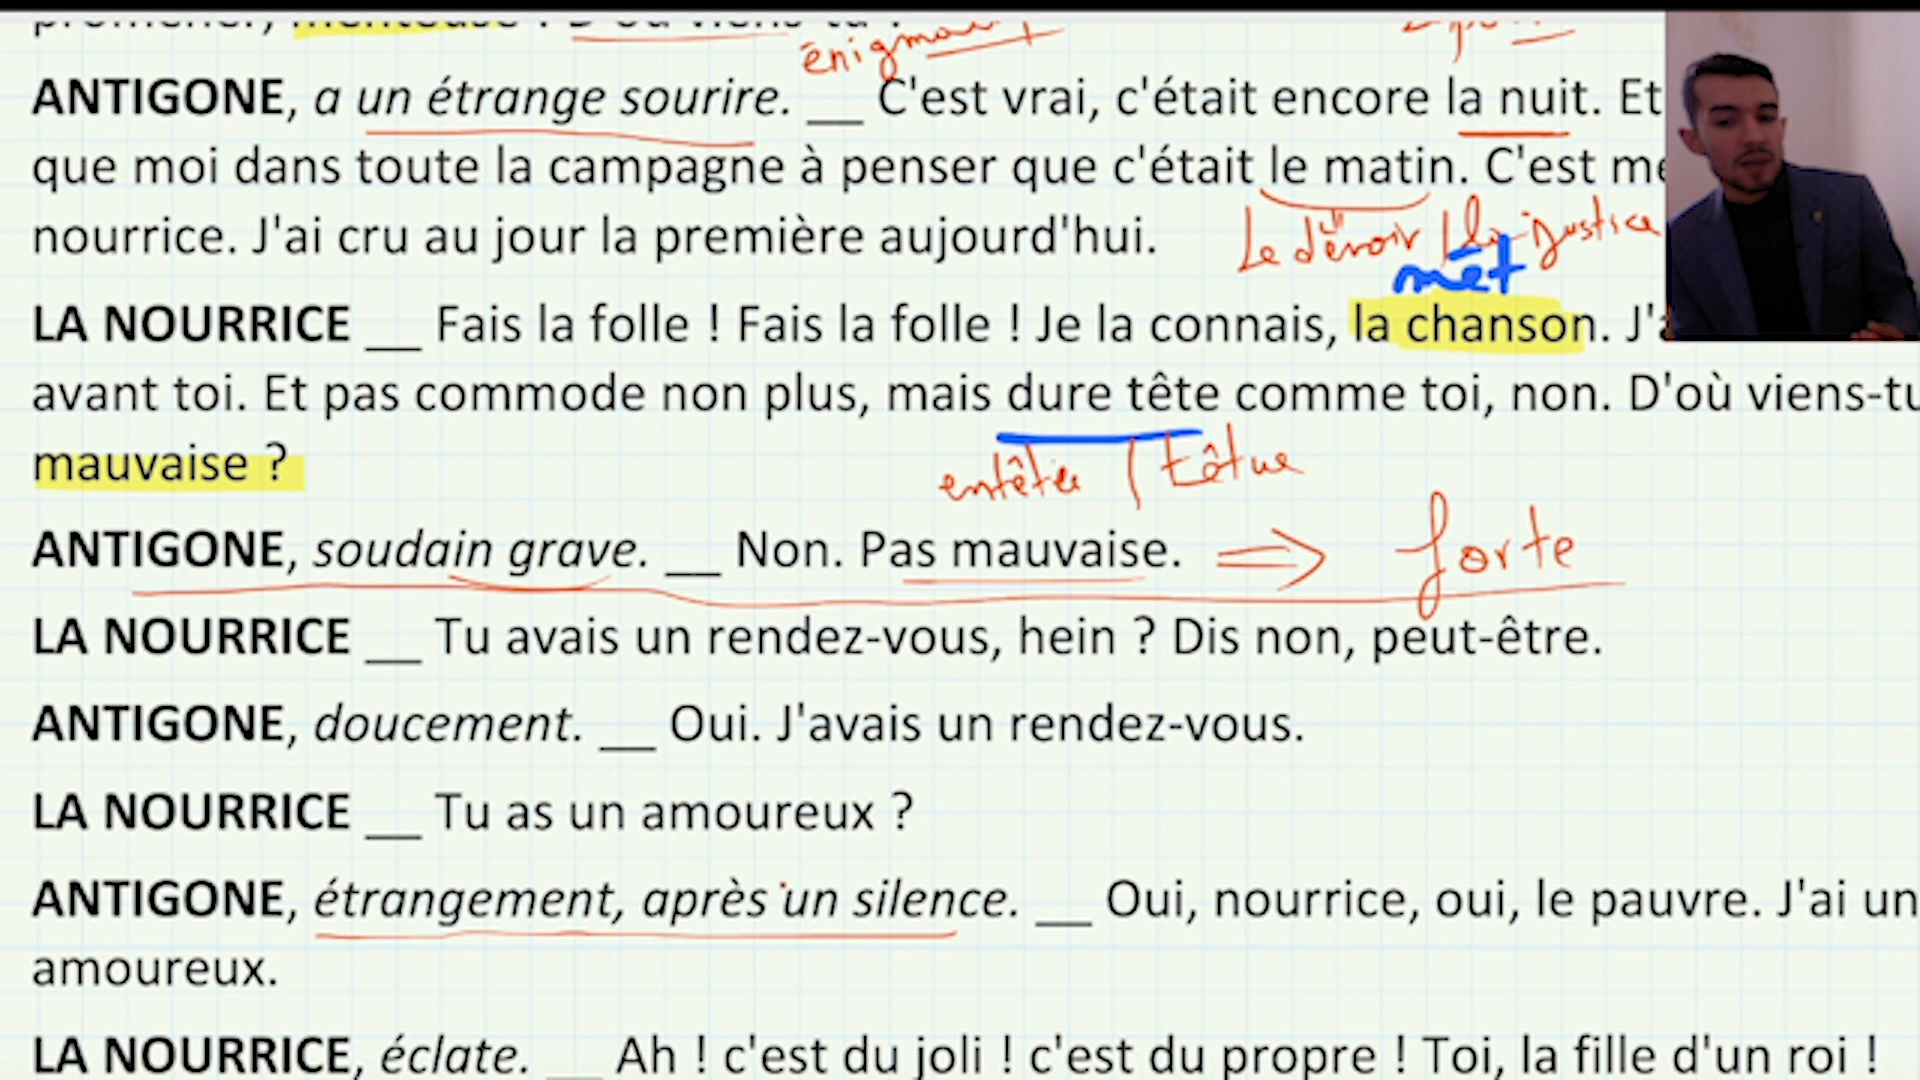 promener, menteuse ! D'où viens-tu ?
ANTIGONE, a un étrange sourire. __ C'est vrai, c'était encore la nuit. Et
que moi dans toute la campagne à penser que c'était le matin. C'est
nourrice. J'ai cru au jour la première aujourd'hui.
Le devoir / la justice
mét
LA NOURRICE __ Fais la folle ! Fais la folle ! Je la connais, la chanson.
avant toi. Et pas commode non plus, mais dure tête comme toi, non. D'où viens-tu
mauvaise ?
entêtée / têtue
ANTIGONE, soudain grave. __ Non. Pas mauvaise. ⇒ forte
LA NOURRICE __ Tu avais un rendez-vous, hein ? Dis non, peut-être.
ANTIGONE, doucement. __ Oui. J'avais un rendez-vous.
LA NOURRICE __ Tu as un amoureux ?
ANTIGONE, étrangement, après un silence. __ Oui, nourrice, oui, le pauvre. J'ai un
amoureux.
LA NOURRICE, éclate. __ Ah ! c'est du joli ! c'est du propre ! Toi, la fille d'un roi !